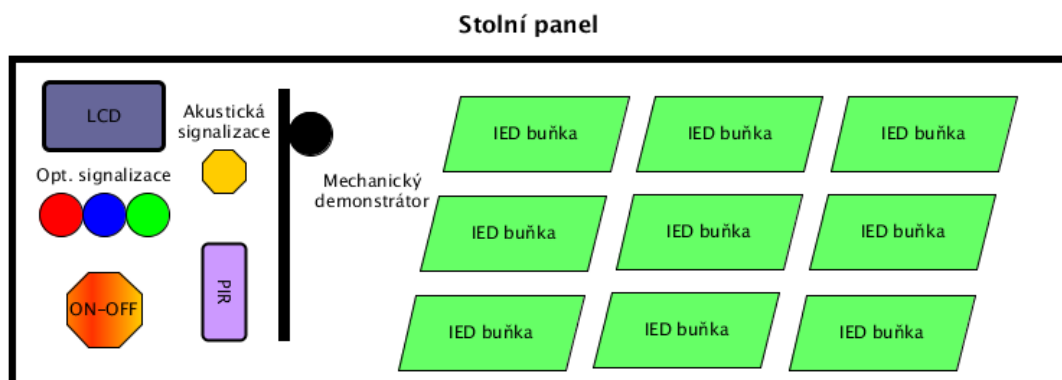 Stolní panel
LCD
Akustická
signalizace
Opt. signalizace
ON-OFF
PIR
Mechanický
demonstrátor
IED buňka
IED buňka
IED buňka
IED buňka
IED buňka
IED buňka
IED buňka
IED buňka
IED buňka